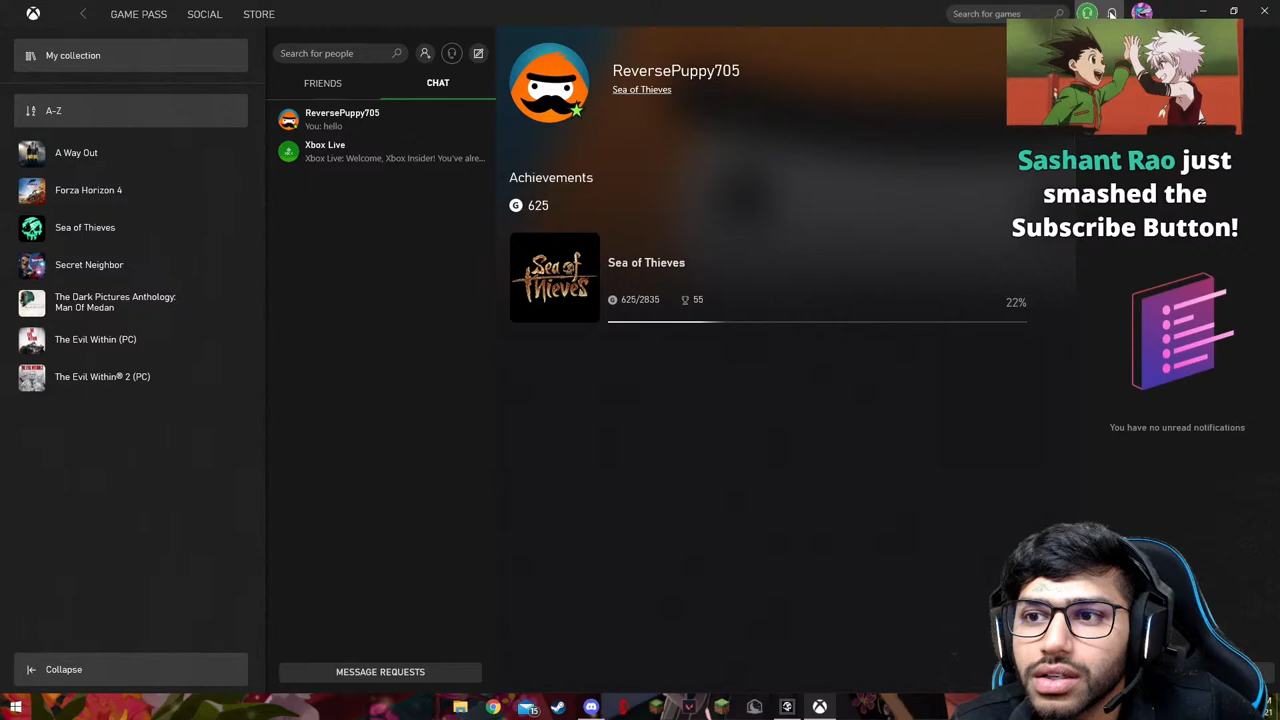 GAME PASS
SOCIAL
STORE
Search for games
My collection
A-Z
A Way Out
Forza Horizon 4
Sea of Thieves
Secret Neighbor
The Dark Pictures Anthology:
Man Of Medan
The Evil Within (PC)
The Evil Within® 2 (PC)
Collapse
Search for people
FRIENDS
CHAT
ReversePuppy705
You: hello
Xbox Live
Xbox Live: Welcome, Xbox Insider! You've alre...
MESSAGE REQUESTS
ReversePuppy705
Sea of Thieves
Achievements
G 625
Sea of
Thieves
Sea of Thieves
G 625/2835
55
22%
Sashant Rao just
smashed the
Subscribe Button!
You have no unread notifications
15